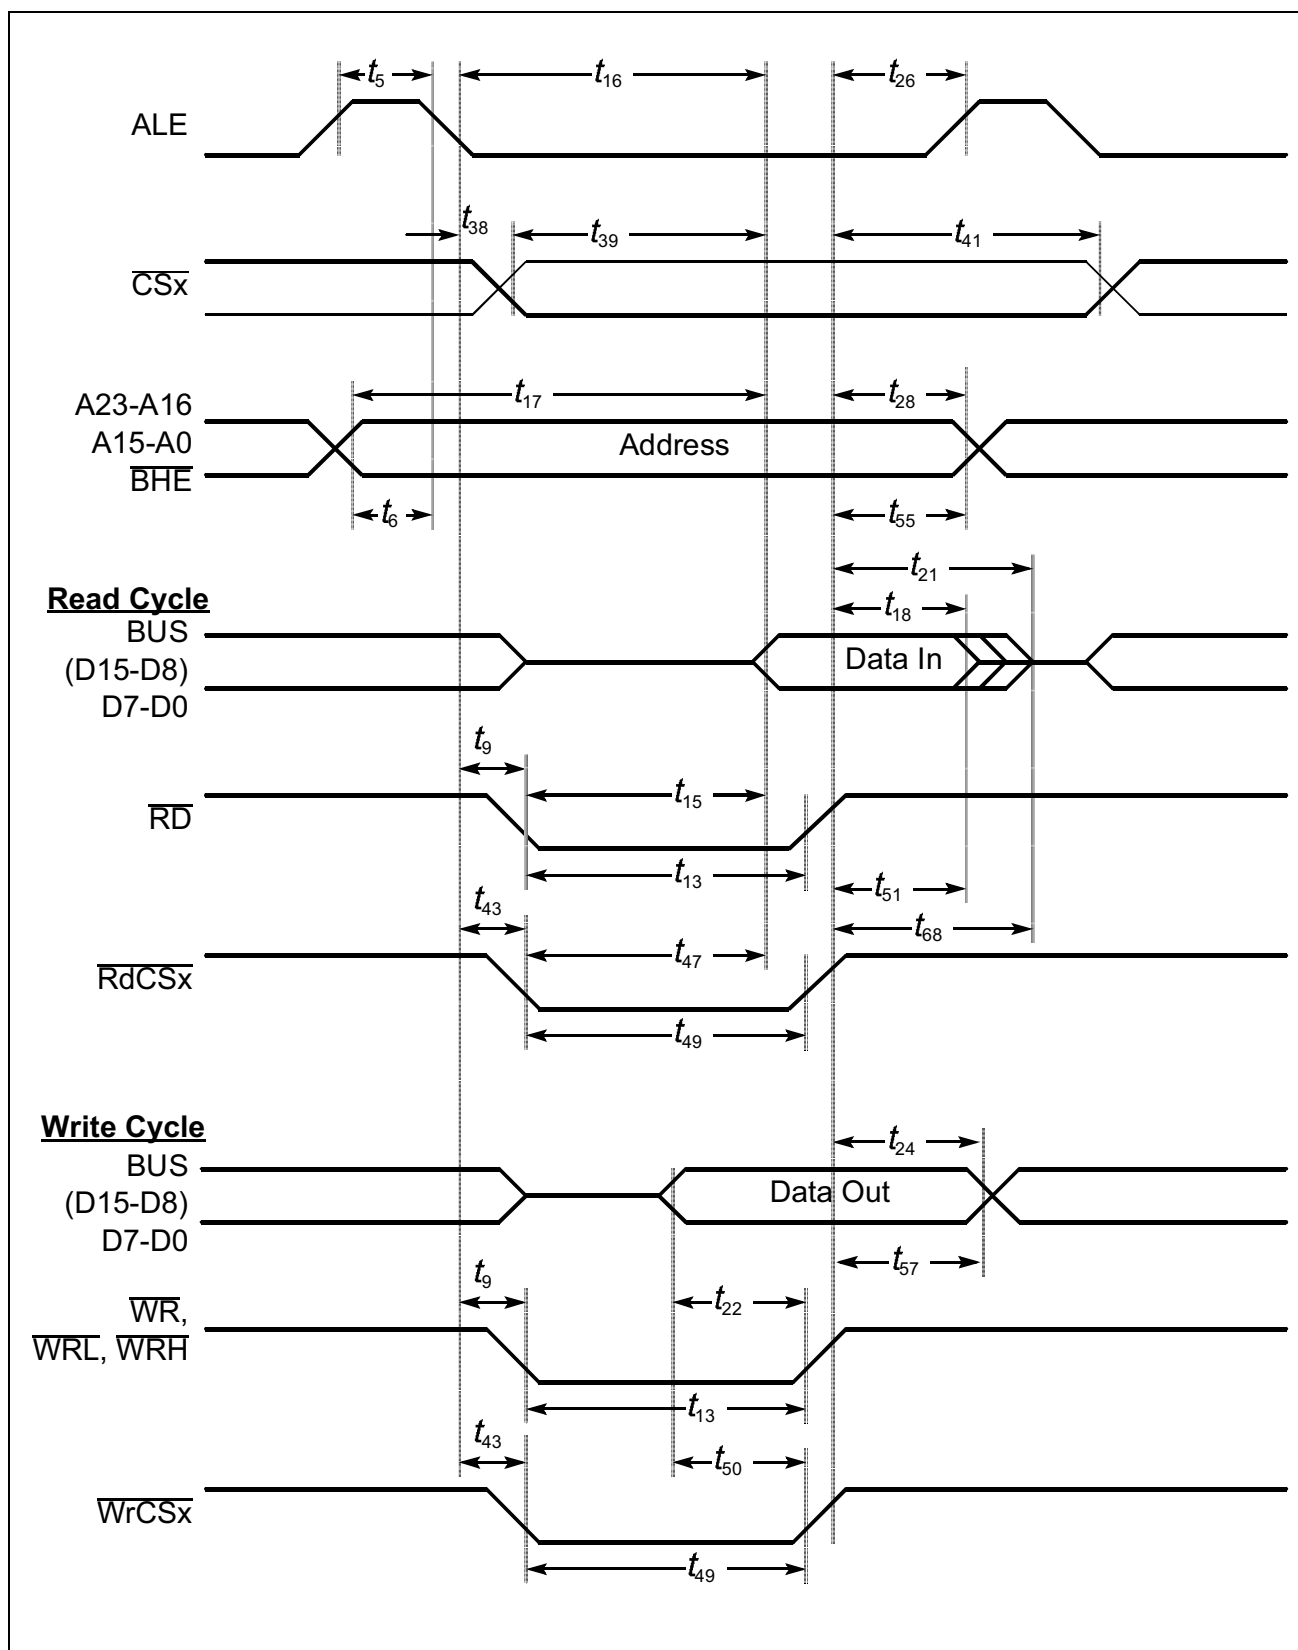 t5 t16 t26
ALE
t38 t39 t41
CSx
t17 t28
A23-A16
A15-A0 Address
BHE
t6 t55
t21
Read Cycle t18
BUS
(D15-D8) Data In
D7-D0
t9
t15
RD
t13 t51
t43 t68
t47
RdCSx
t49
Write Cycle
t24
BUS
(D15-D8) Data Out
D7-D0
t57
t9 t22
WR,
WRL, WRH
t13
t43 t50
WrCSx
t49